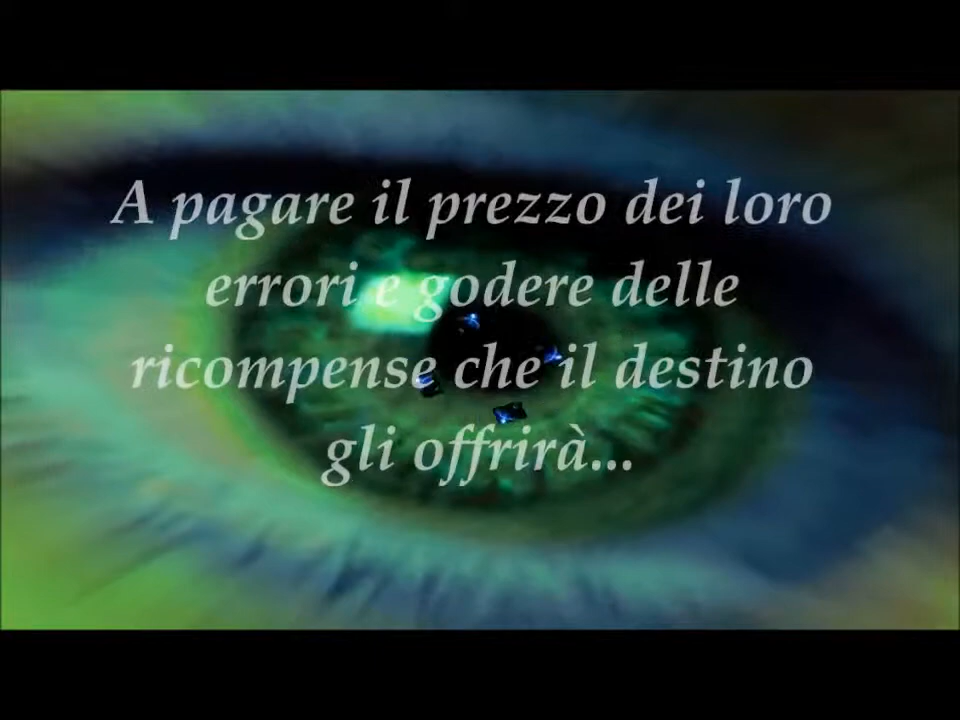 A pagare il prezzo dei loro
errori e godere delle
ricompense che il destino
gli offrirà...